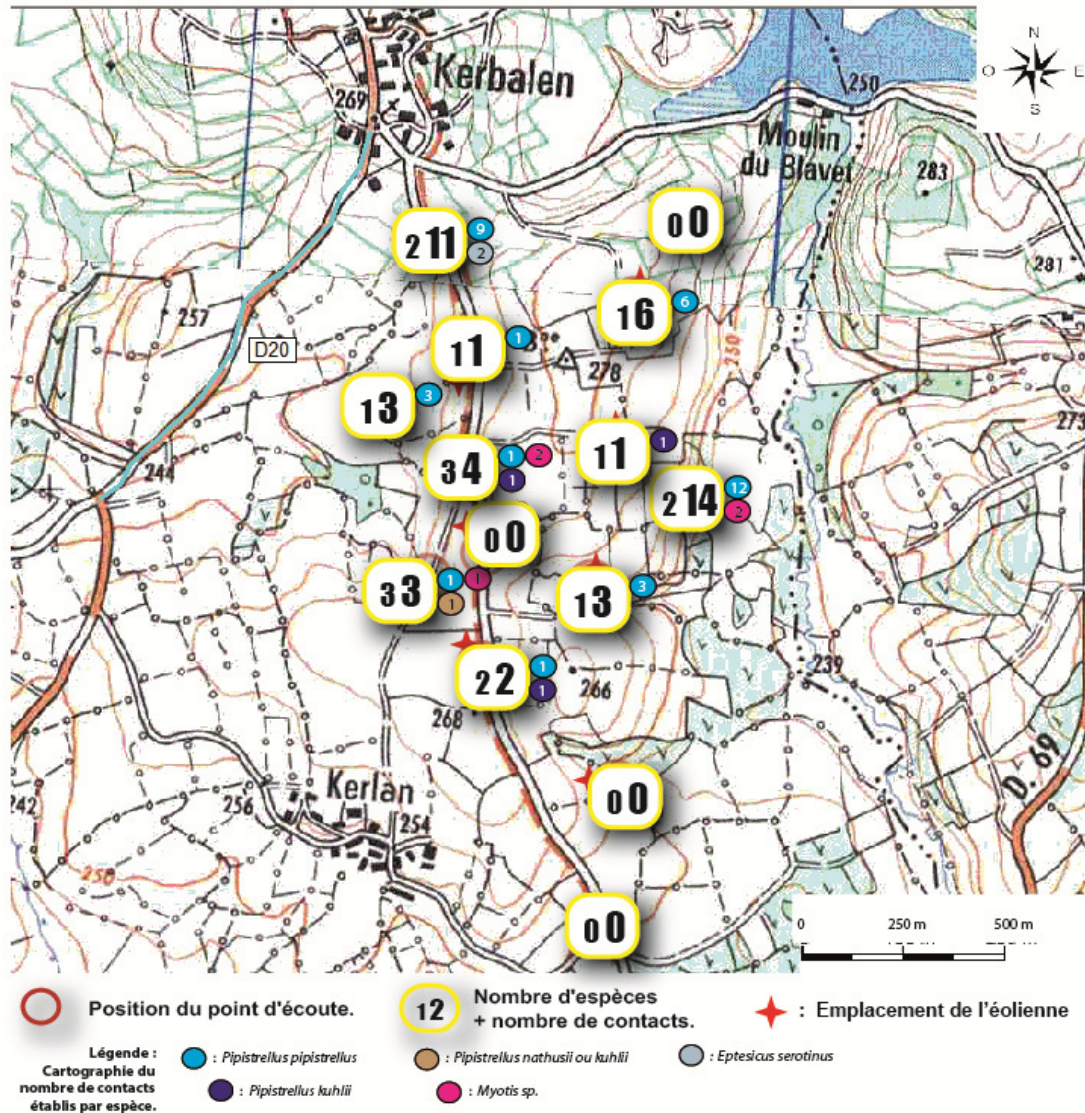 N
O
E
S
Kerbalen
269
250
Moulin
du Blavet
283
281
2 11
9
2
0 0
257
1 6
6
D20
1 1
1
278
250
1 3
3
244
3 4
1
2
1
1 1
1
275
2 14
12
2
0 0
3 3
1
1
1
1 3
3
2 2
1
1
266
239
268
Kerlan
242
256
254
0 0
D. 69
250
0 0
0
250 m
500 m
Position du point d'écoute.
12
Nombre d'espèces
+ nombre de contacts.
: Emplacement de l'éolienne
Légende :
Cartographie du
nombre de contacts
établis par espèce.
: Pipistrellus pipistrellus
: Pipistrellus nathusii ou kuhlii
: Eptesicus serotinus
: Pipistrellus kuhlii
: Myotis sp.